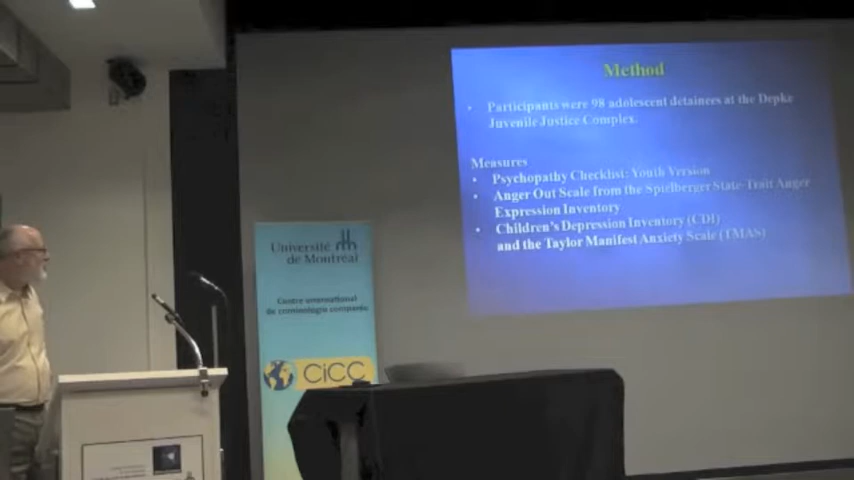 Method
• Participants were 98 adolescent detainees at the Depke
Juvenile Justice Complex.
Measures
• Psychopathy Checklist: Youth Version
• Anger Out Scale from the Spielberger State-Trait Anger
Expression Inventory
• Children's Depression Inventory (CDI)
and the Taylor Manifest Anxiety Scale (TMAS)
Université
de Montréal
Centre international
de criminologie comparée
CiCC